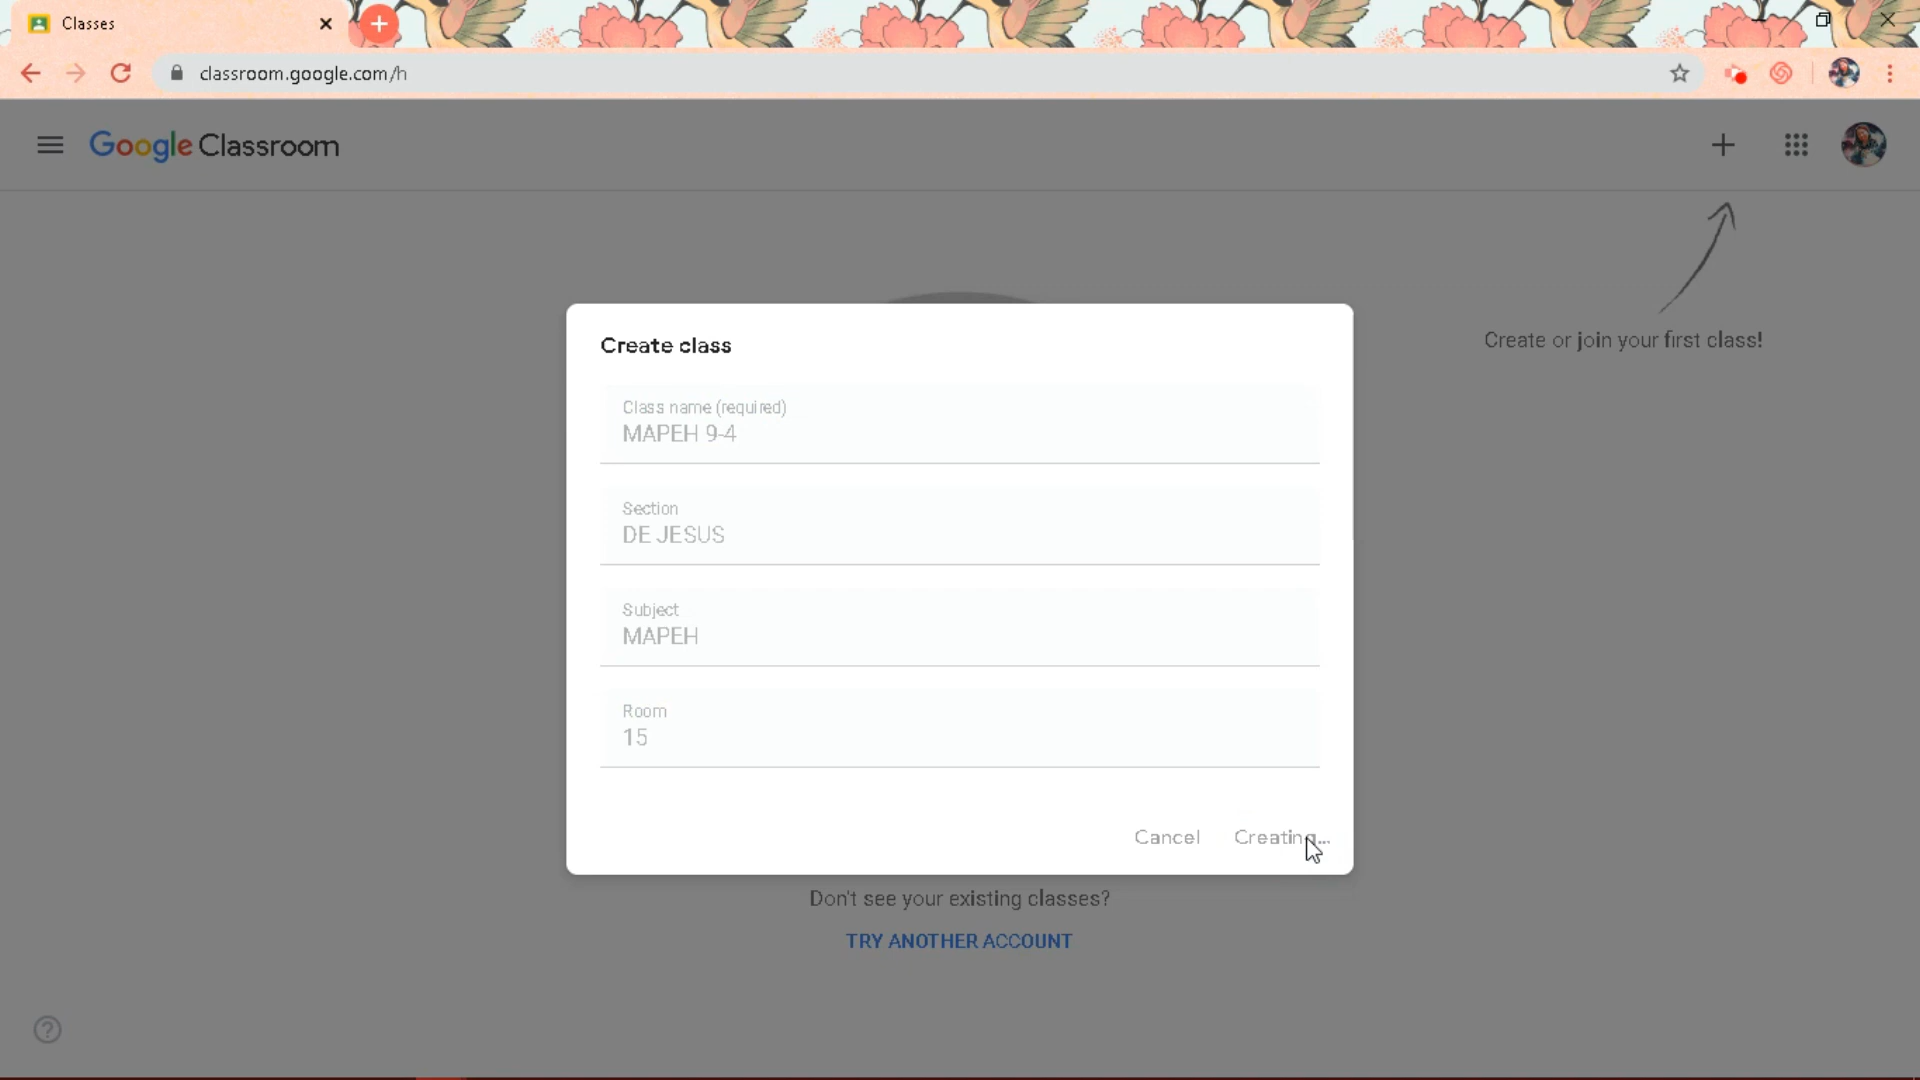 Classes
classroom.google.com/h
Google Classroom
Create or join your first class!
Create class
Class name (required)
MAPEH 9-4
Section
DE JESUS
Subject
MAPEH
Room
15
Cancel
Creating...
Don't see your existing classes?
TRY ANOTHER ACCOUNT